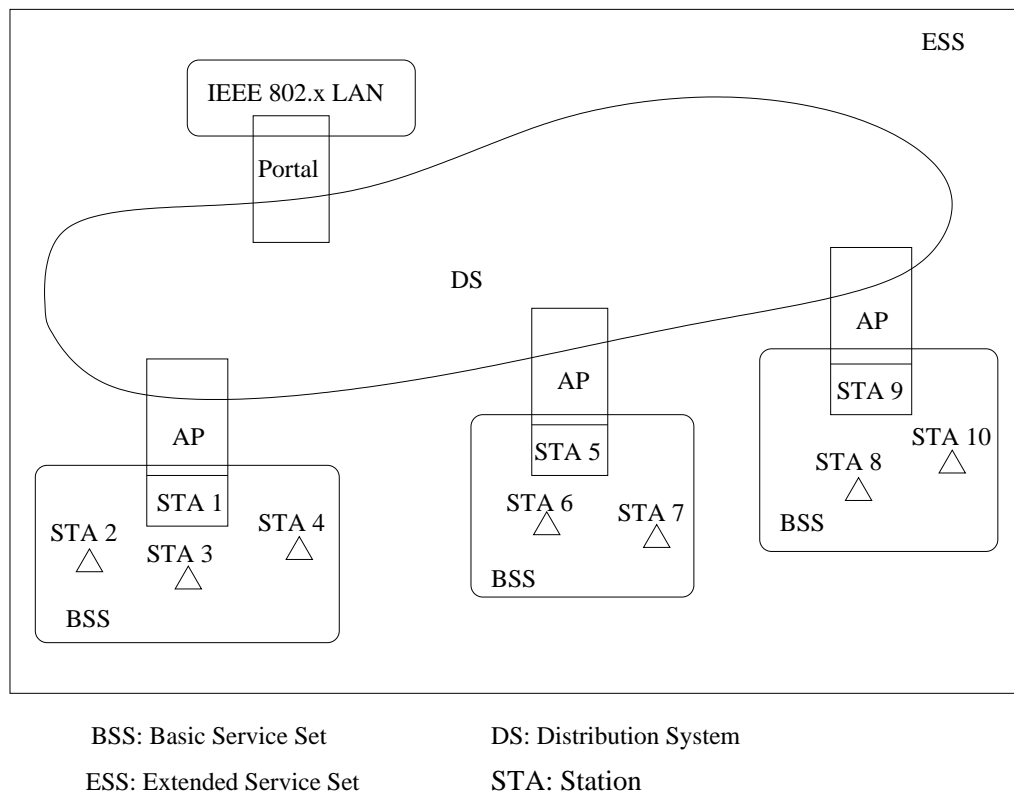 ESS
IEEE 802.x LAN
Portal
DS
AP
STA 9
STA 10
STA 8
BSS
AP
STA 5
STA 6
STA 7
BSS
AP
STA 1
STA 2
STA 3
STA 4
BSS
BSS: Basic Service Set
DS: Distribution System
ESS: Extended Service Set
STA: Station